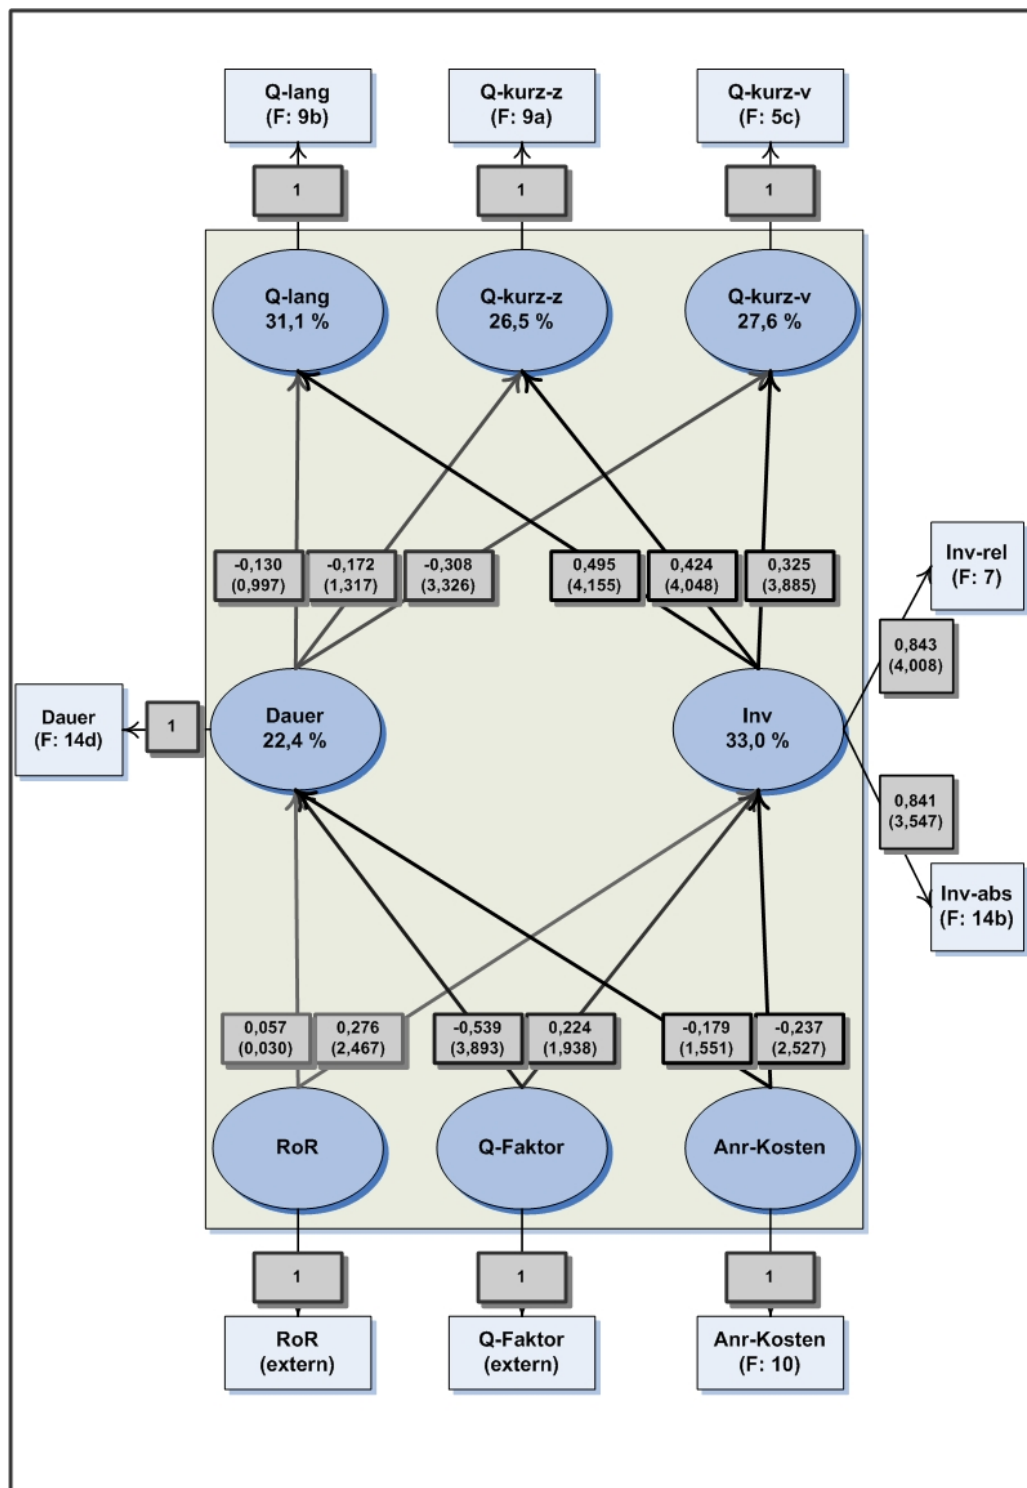 Q-lang
(F: 9b)
Q-kurz-z
(F: 9a)
Q-kurz-v
(F: 5c)
1
1
1
Q-lang
31,1 %
Q-kurz-z
26,5 %
Q-kurz-v
27,6 %
-0,130
(0,997)
-0,172
(1,317)
-0,308
(3,326)
0,495
(4,155)
0,424
(4,048)
0,325
(3,885)
Inv-rel
(F: 7)
0,843
(4,008)
Dauer
(F: 14d)
1
Dauer
22,4 %
Inv
33,0 %
0,841
(3,547)
Inv-abs
(F: 14b)
0,057
(0,030)
0,276
(2,467)
-0,539
(3,893)
0,224
(1,938)
-0,179
(1,551)
-0,237
(2,527)
RoR
Q-Faktor
Anr-Kosten
1
1
1
RoR
(extern)
Q-Faktor
(extern)
Anr-Kosten
(F: 10)